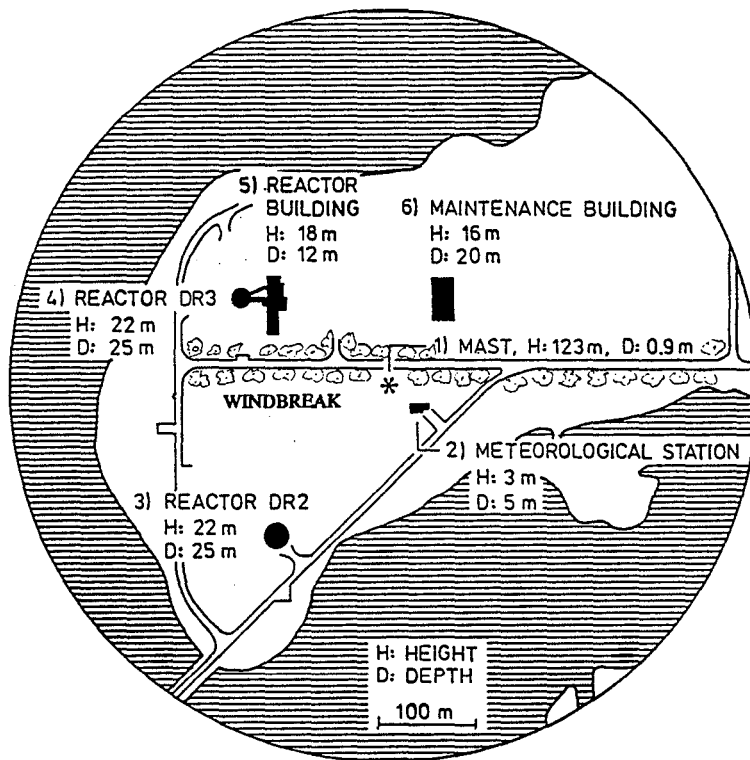 5) REACTOR
BUILDING
H: 18 m
D: 12 m
6) MAINTENANCE BUILDING
H: 16 m
D: 20 m
4) REACTOR DR3
H: 22 m
D: 25 m
1) MAST, H: 123 m, D: 0.9 m
WINDBREAK
*
2) METEOROLOGICAL STATION
H: 3 m
D: 5 m
3) REACTOR DR2
H: 22 m
D: 25 m
H: HEIGHT
D: DEPTH
100 m